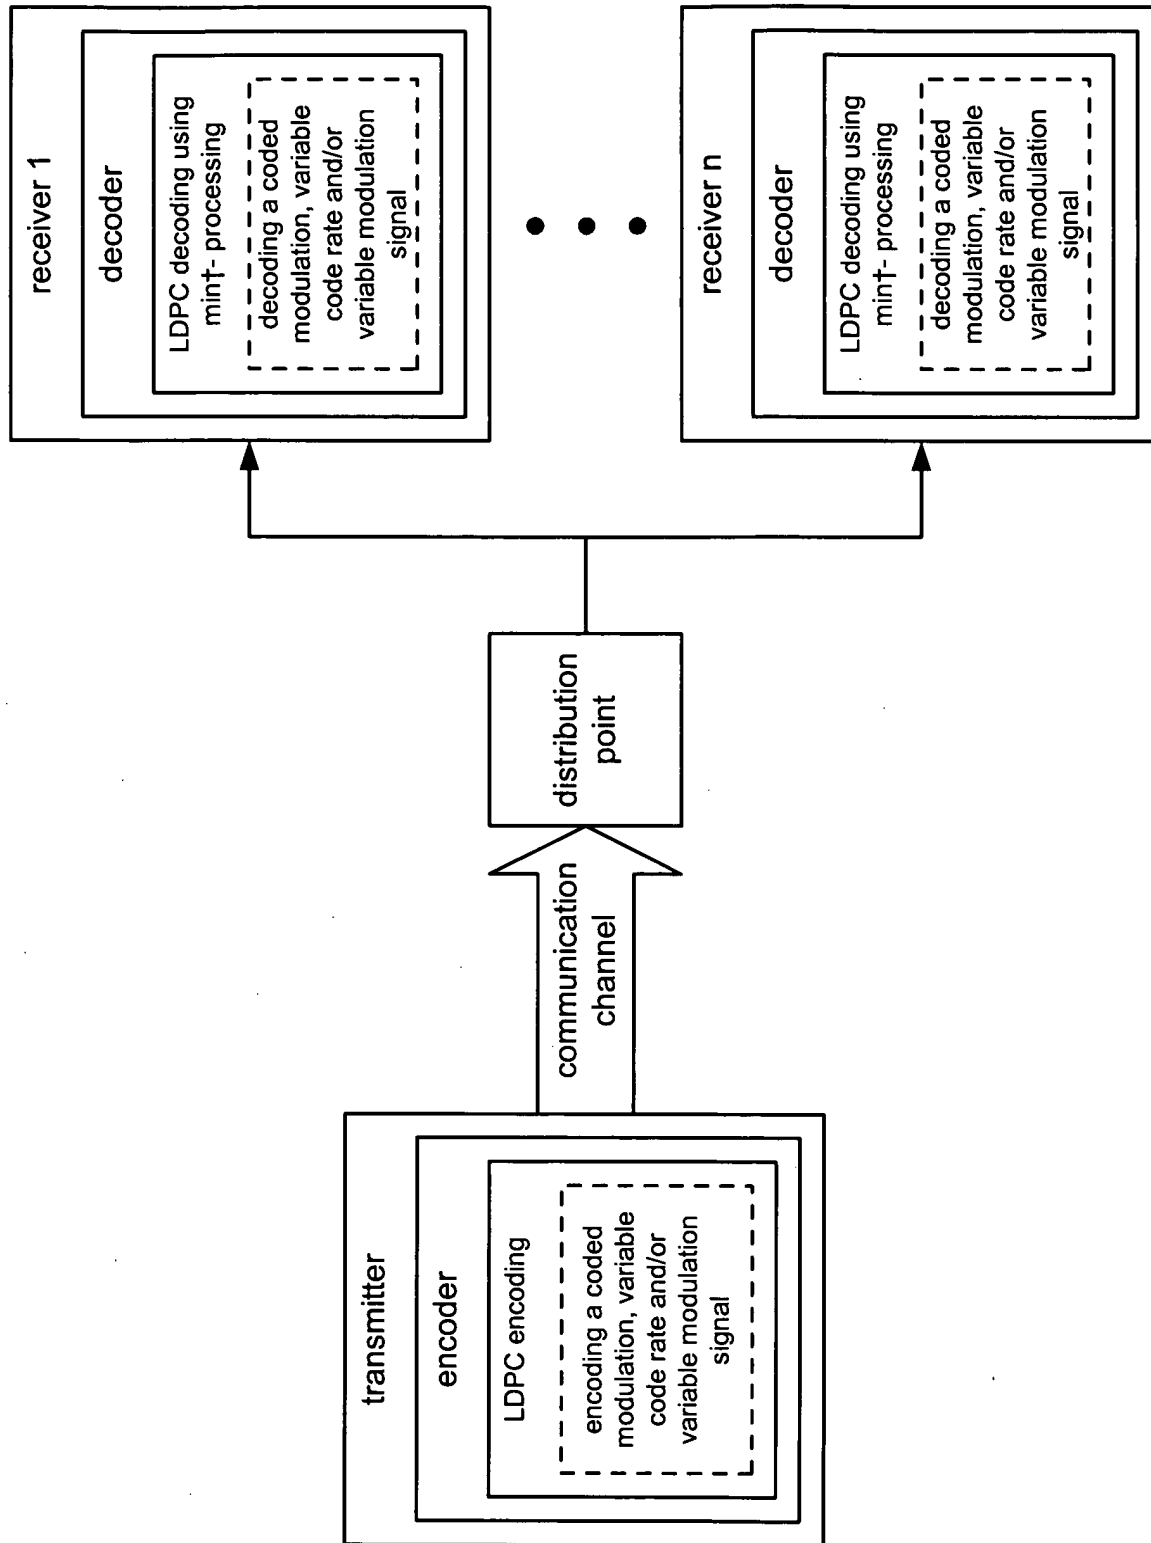 transmitter
encoder
LDPC encoding
encoding a coded
modulation, variable
code rate and/or
variable modulation
signal
communication
channel
distribution
point
receiver 1
decoder
LDPC decoding using
min†- processing
decoding a coded
modulation, variable
code rate and/or
variable modulation
signal
receiver n
decoder
LDPC decoding using
min†- processing
decoding a coded
modulation, variable
code rate and/or
variable modulation
signal